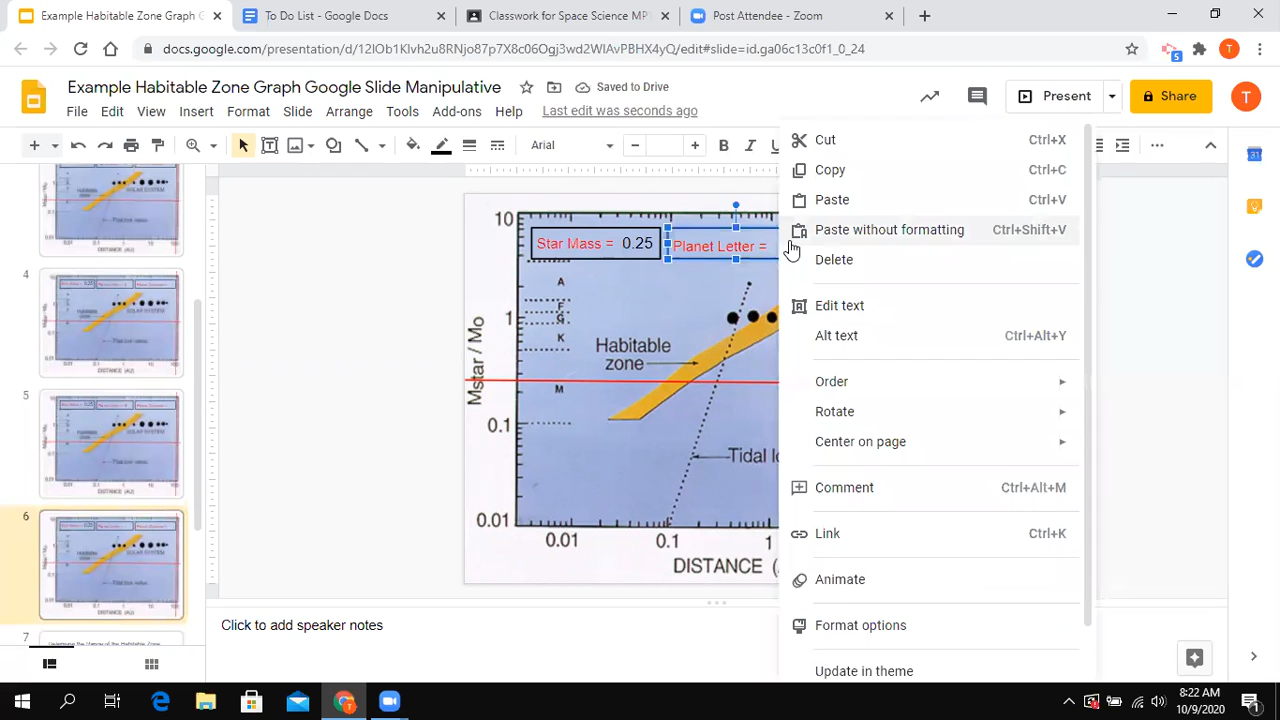 Example Habitable Zone Graph G
To Do List - Google Docs
Classwork for Space Science MP
Post Attendee - Zoom
docs.google.com/presentation/d/12IOb1KIvh2u8RNjo87p7X8c06Ogj3wd2WIAvPBHX4yQ/edit#slide=id.ga06c13c0f1_0_24
5
T
Example Habitable Zone Graph Google Slide Manipulative
Saved to Drive
File Edit View Insert Format Slide Arrange Tools Add-ons Help
Last edit was seconds ago
Present
Share
T
Arial
B I U
31
Cut Ctrl+X
Copy Ctrl+C
Paste Ctrl+V
Paste without formatting Ctrl+Shift+V
Delete
Edit text
Alt text Ctrl+Alt+Y
Order
Rotate
Center on page
Comment Ctrl+Alt+M
Link Ctrl+K
Animate
Format options
Update in theme
4
5
6
7
Star Mass = 0.25
Planet Letter =
10
1
0.1
0.01
A
F
G
K
M
Mstar / Mo
Habitable
zone
Tidal lo
0.01 0.1 1
DISTANCE (A
Click to add speaker notes
8:22 AM
10/9/2020
1